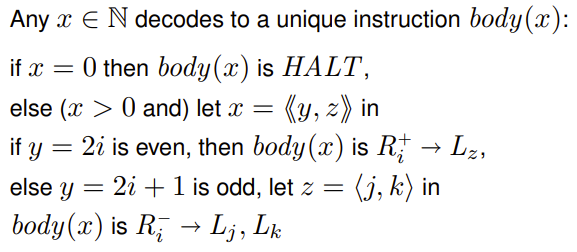 Any x ∈ ℕ decodes to a unique instruction body(x):
if x = 0 then body(x) is HALT,
else (x > 0 and) let x = ⟪y, z⟫ in
if y = 2i is even, then body(x) is R_i^+ → L_z,
else y = 2i + 1 is odd, let z = ⟨j, k⟩ in
body(x) is R_i^- → L_j, L_k